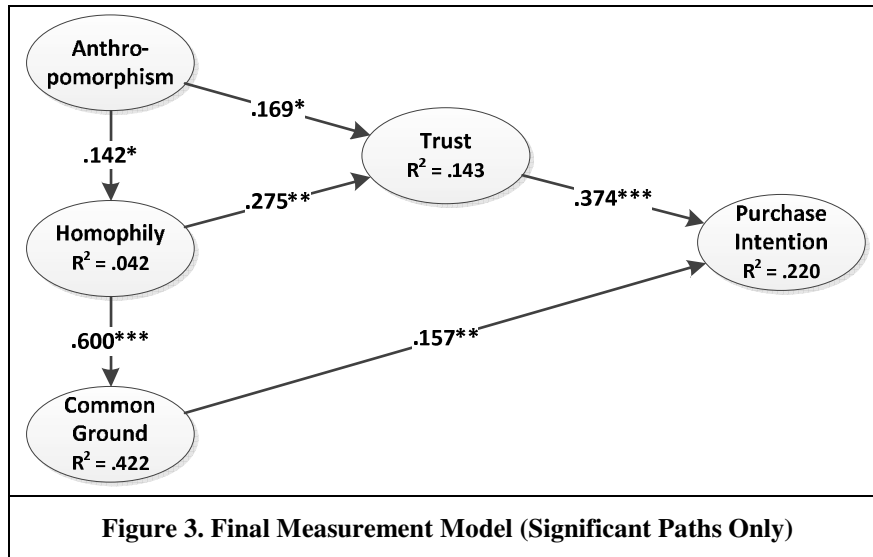 Anthro-
pomorphism
.169*
Trust
R² = .143
.142*
.275**
.374***
Homophily
R² = .042
Purchase
Intention
R² = .220
.600***
.157**
Common
Ground
R² = .422
Figure 3. Final Measurement Model (Significant Paths Only)